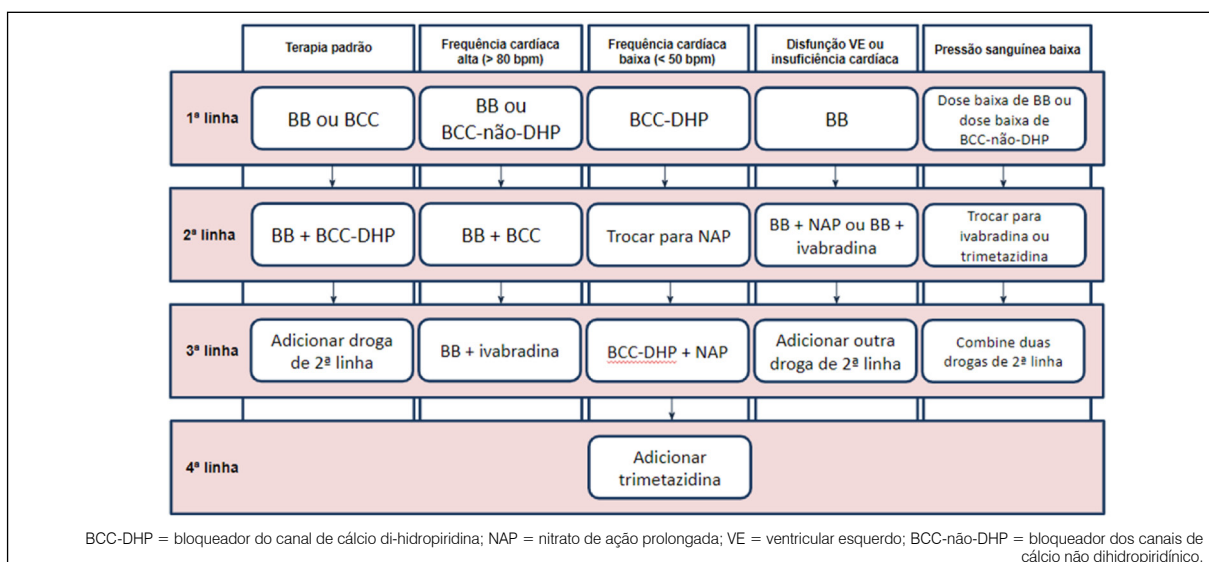 Terapia padrão
Frequência cardíaca
alta (> 80 bpm)
Frequência cardíaca
baixa (< 50 bpm)
Disfunção VE ou
insuficiência cardíaca
Pressão sanguínea baixa
1ª linha
BB ou BCC
BB ou
BCC-não-DHP
BCC-DHP
BB
Dose baixa de BB ou
dose baixa de
BCC-não-DHP
2ª linha
BB + BCC-DHP
BB + BCC
Trocar para NAP
BB + NAP ou BB +
ivabradina
Trocar para
ivabradina ou
trimetazidina
3ª linha
Adicionar droga
de 2ª linha
BB + ivabradina
BCC-DHP + NAP
Adicionar outra
droga de 2ª linha
Combine duas
drogas de 2ª linha
4ª linha
Adicionar
trimetazidina
BCC-DHP = bloqueador do canal de cálcio di-hidropiridina; NAP = nitrato de ação prolongada; VE = ventricular esquerdo; BCC-não-DHP = bloqueador dos canais de
cálcio não dihidropiridínico.